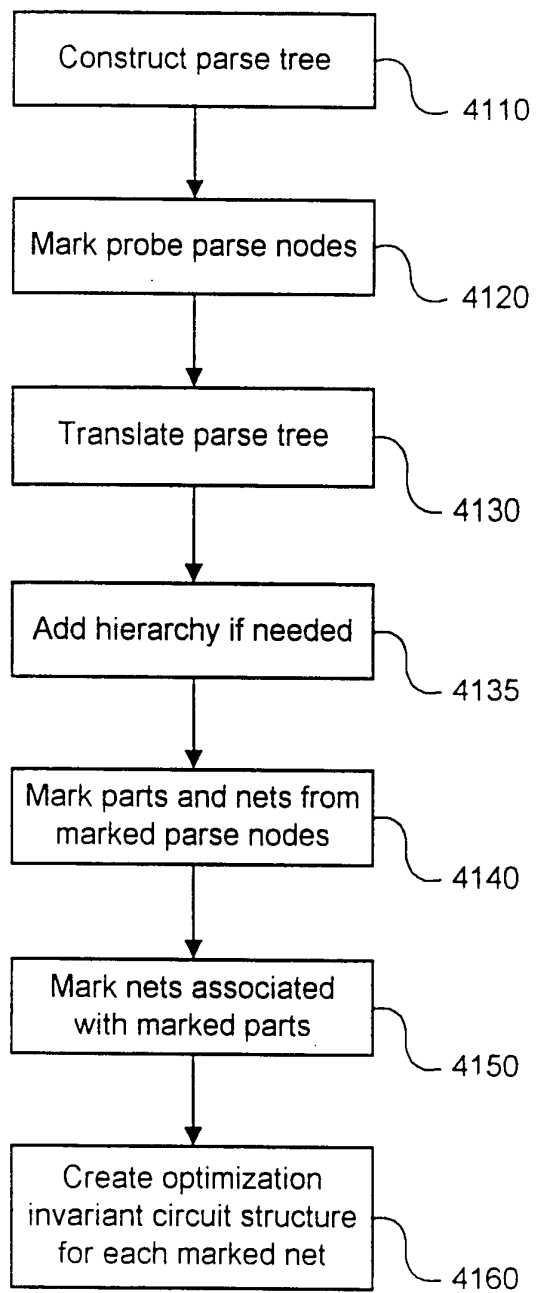 Construct parse tree
4110
Mark probe parse nodes
4120
Translate parse tree
4130
Add hierarchy if needed
4135
Mark parts and nets from
marked parse nodes
4140
Mark nets associated
with marked parts
4150
Create optimization
invariant circuit structure
for each marked net
4160